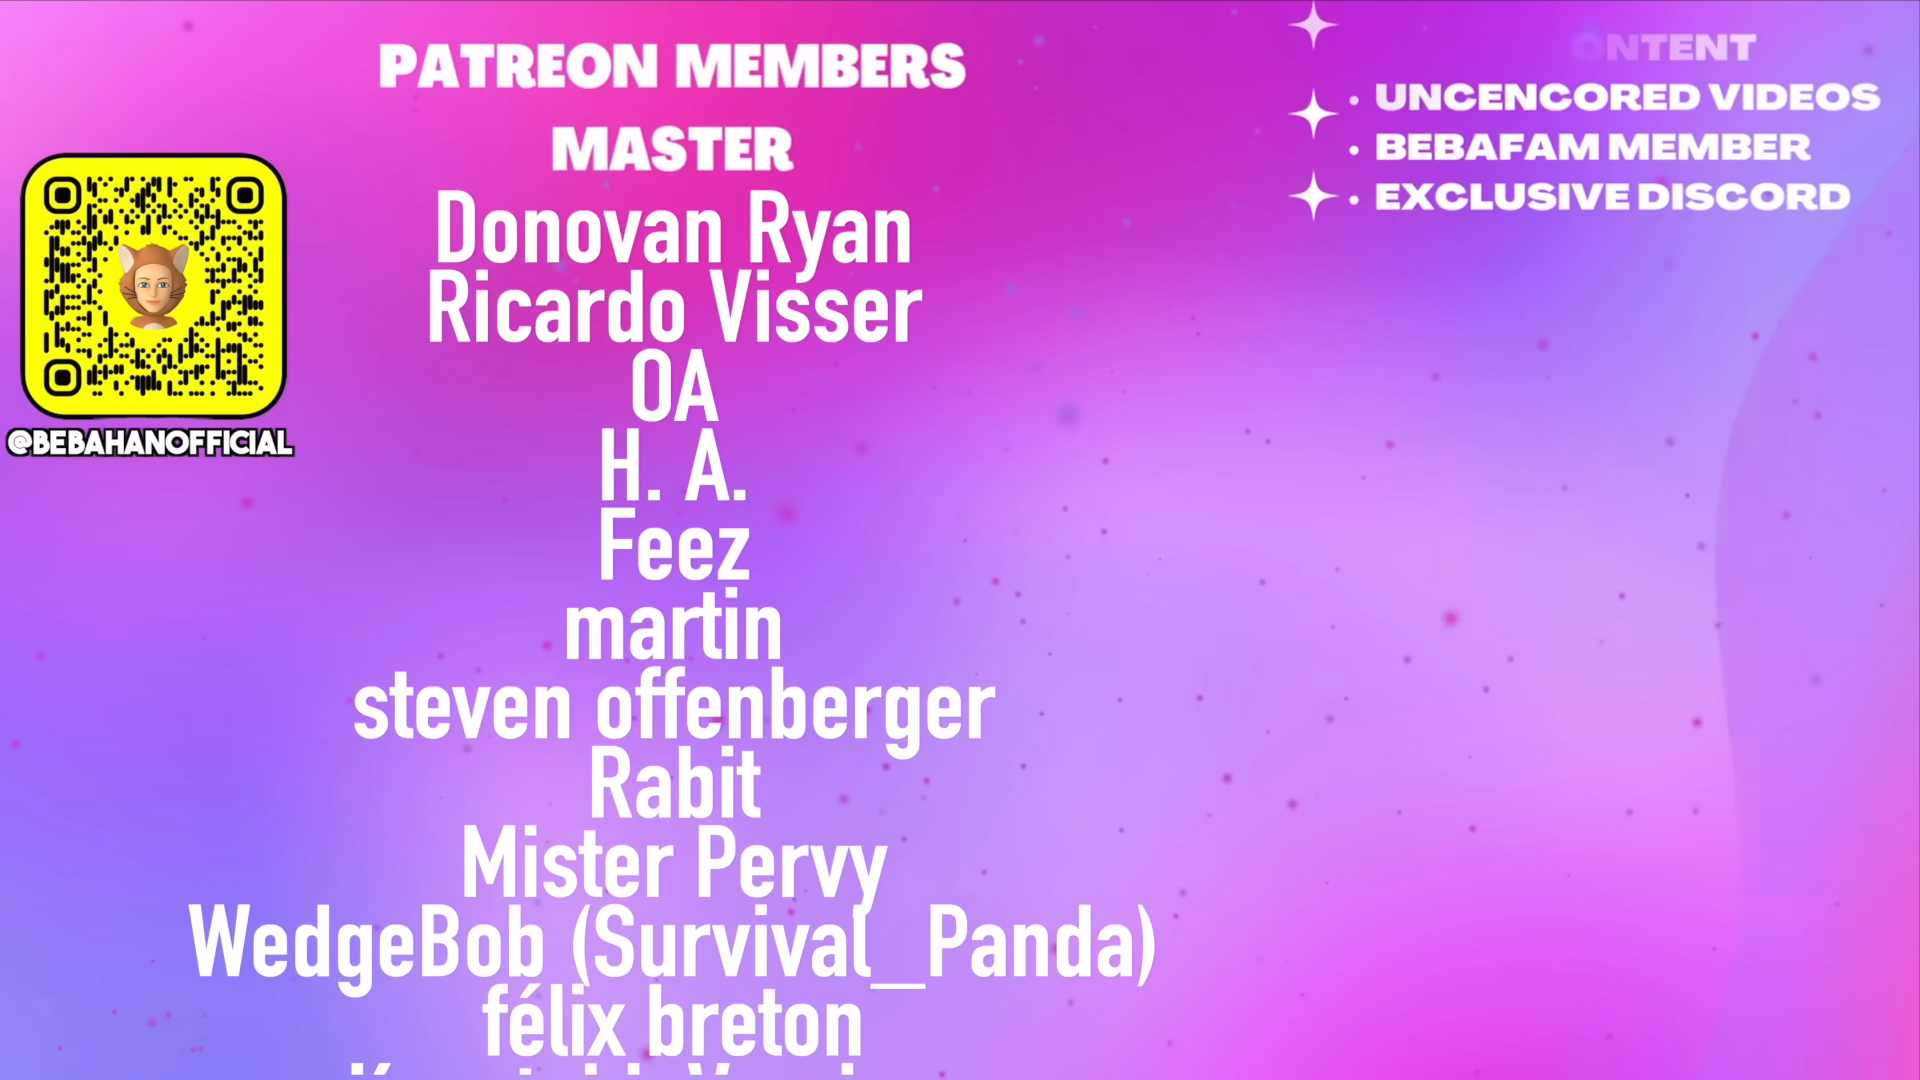 PATREON MEMBERS
MASTER
Donovan Ryan
Ricardo Visser
OA
H. A.
Feez
martin
steven offenberger
Rabit
Mister Pervy
WedgeBob (Survival_Panda)
félix breton
@BEBAHANOFFICIAL
ONTENT
• UNCENCORED VIDEOS
• BEBAFAM MEMBER
• EXCLUSIVE DISCORD